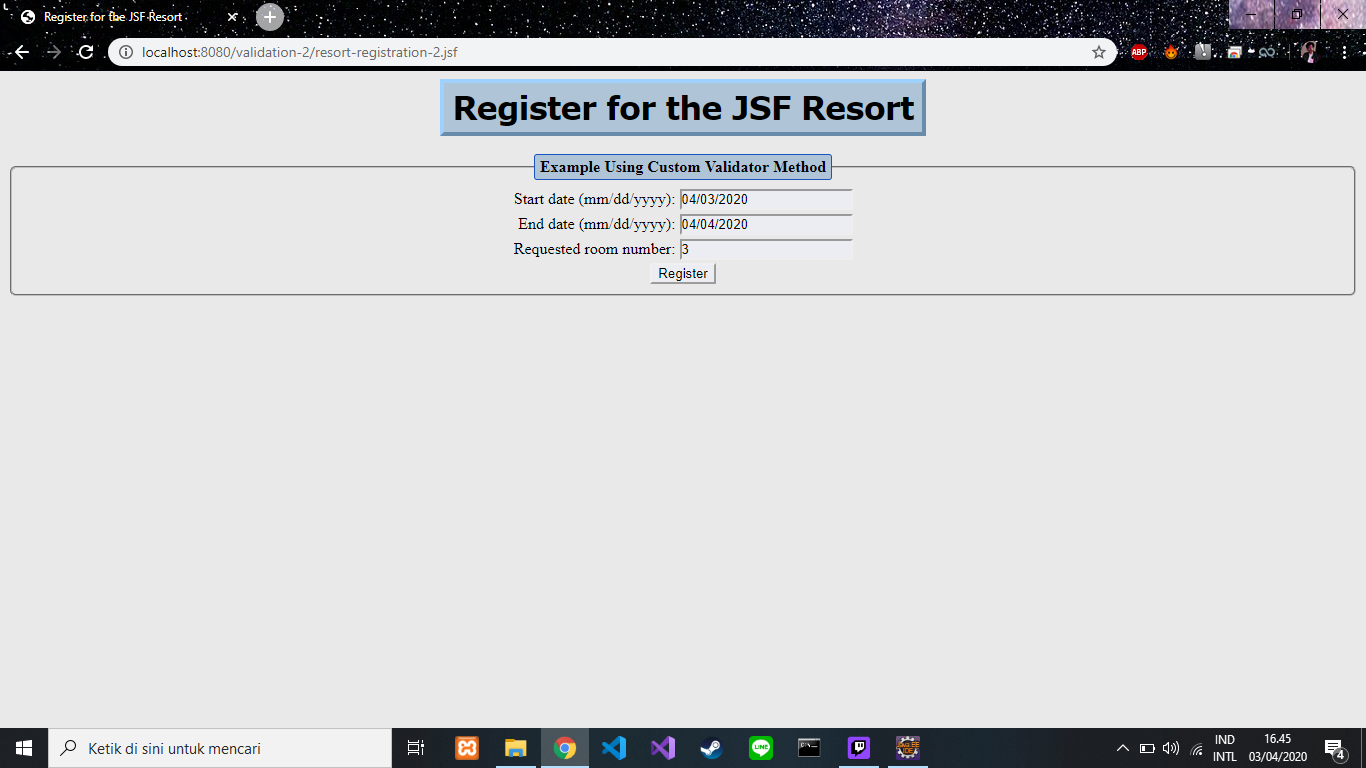 Register for the JSF Resort
localhost:8080/validation-2/resort-registration-2.jsf
ABP
Register for the JSF Resort
Example Using Custom Validator Method
Start date (mm/dd/yyyy): 04/03/2020
End date (mm/dd/yyyy): 04/04/2020
Requested room number: 3
Register
Ketik di sini untuk mencari
LINE
IND
INTL
16.45
03/04/2020
4